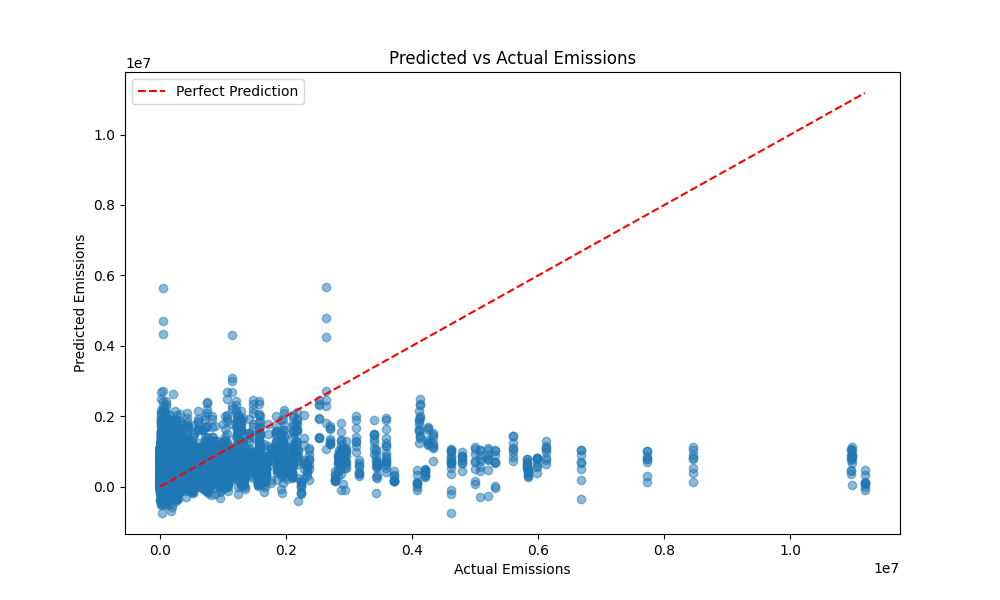 Predicted vs Actual Emissions
1e7
Perfect Prediction
1.0
0.8
0.6
0.4
0.2
0.0
Predicted Emissions
0.0 0.2 0.4 0.6 0.8 1.0
Actual Emissions
1e7